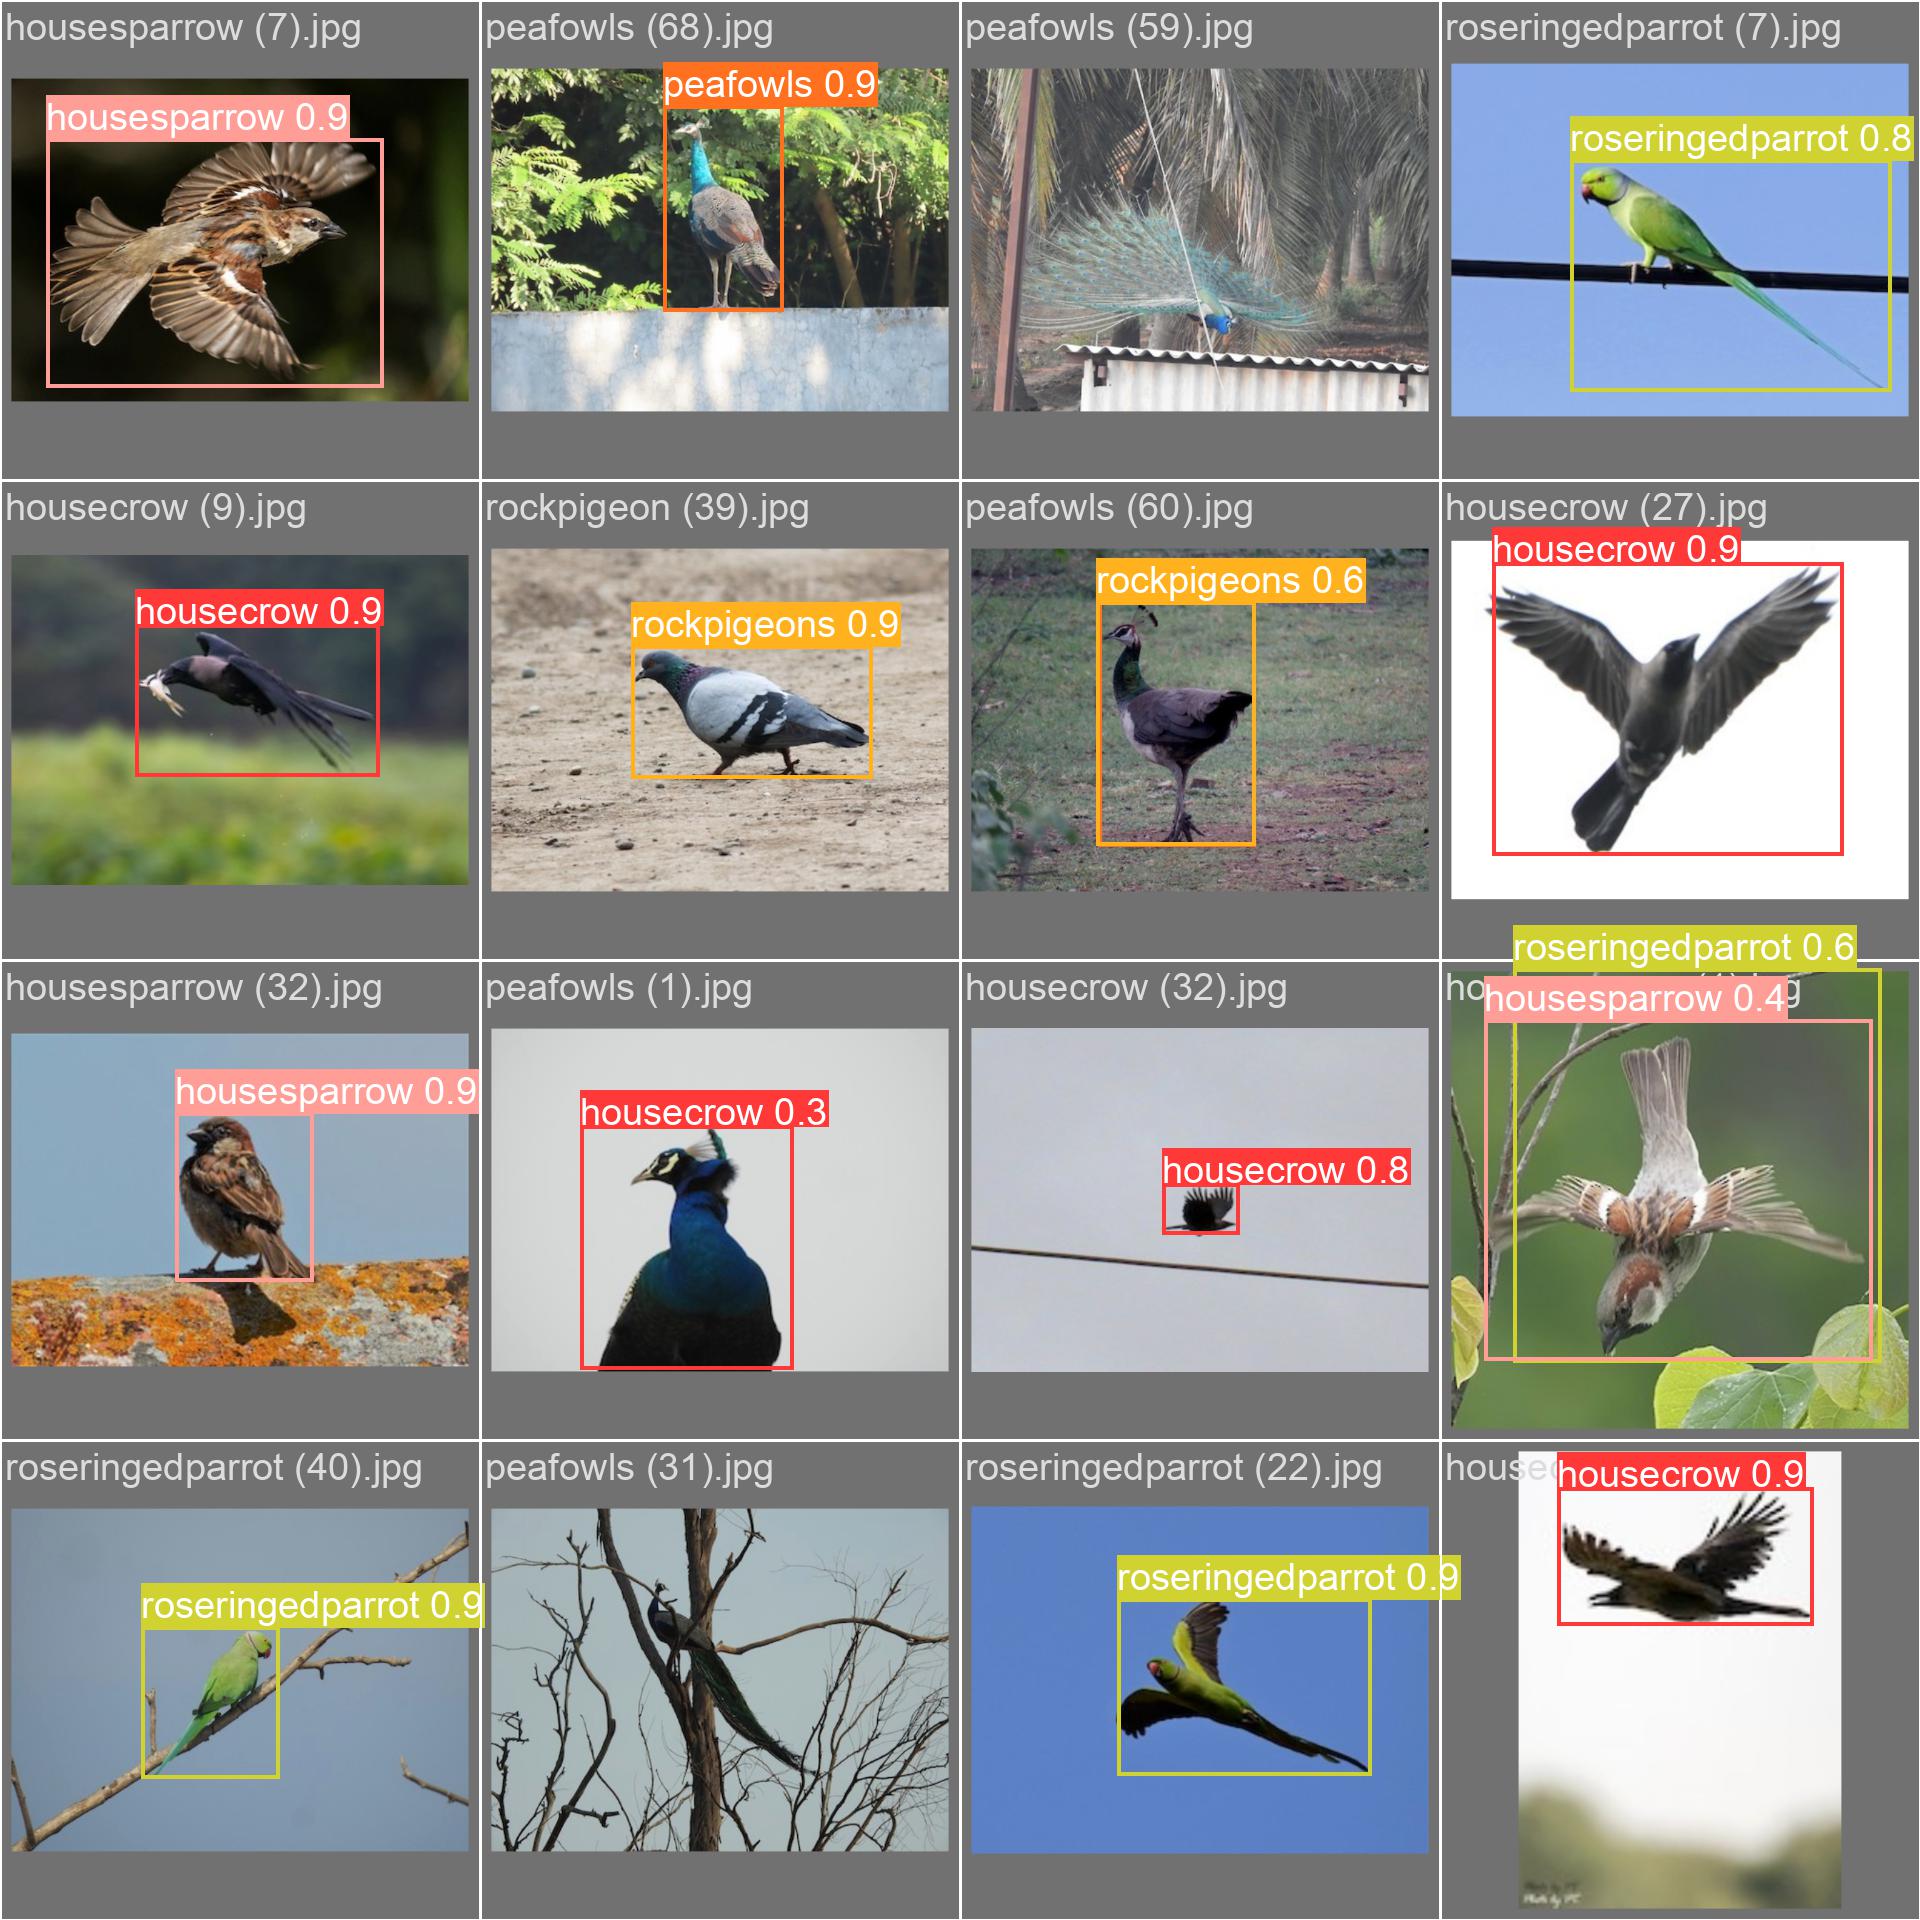 housesparrow (7).jpg
housesparrow 0.9
peafowls (68).jpg
peafowls 0.9
peafowls (59).jpg
roseringedparrot (7).jpg
roseringedparrot 0.8
housecrow (9).jpg
housecrow 0.9
rockpigeon (39).jpg
rockpigeons 0.9
peafowls (60).jpg
rockpigeons 0.6
housecrow (27).jpg
housecrow 0.9
housesparrow (32).jpg
housesparrow 0.9
peafowls (1).jpg
housecrow 0.3
housecrow (32).jpg
housecrow 0.8
roseringedparrot 0.6
housesparrow 0.4
roseringedparrot (40).jpg
roseringedparrot 0.9
peafowls (31).jpg
roseringedparrot (22).jpg
roseringedparrot 0.9
housecrow 0.9
Photo by